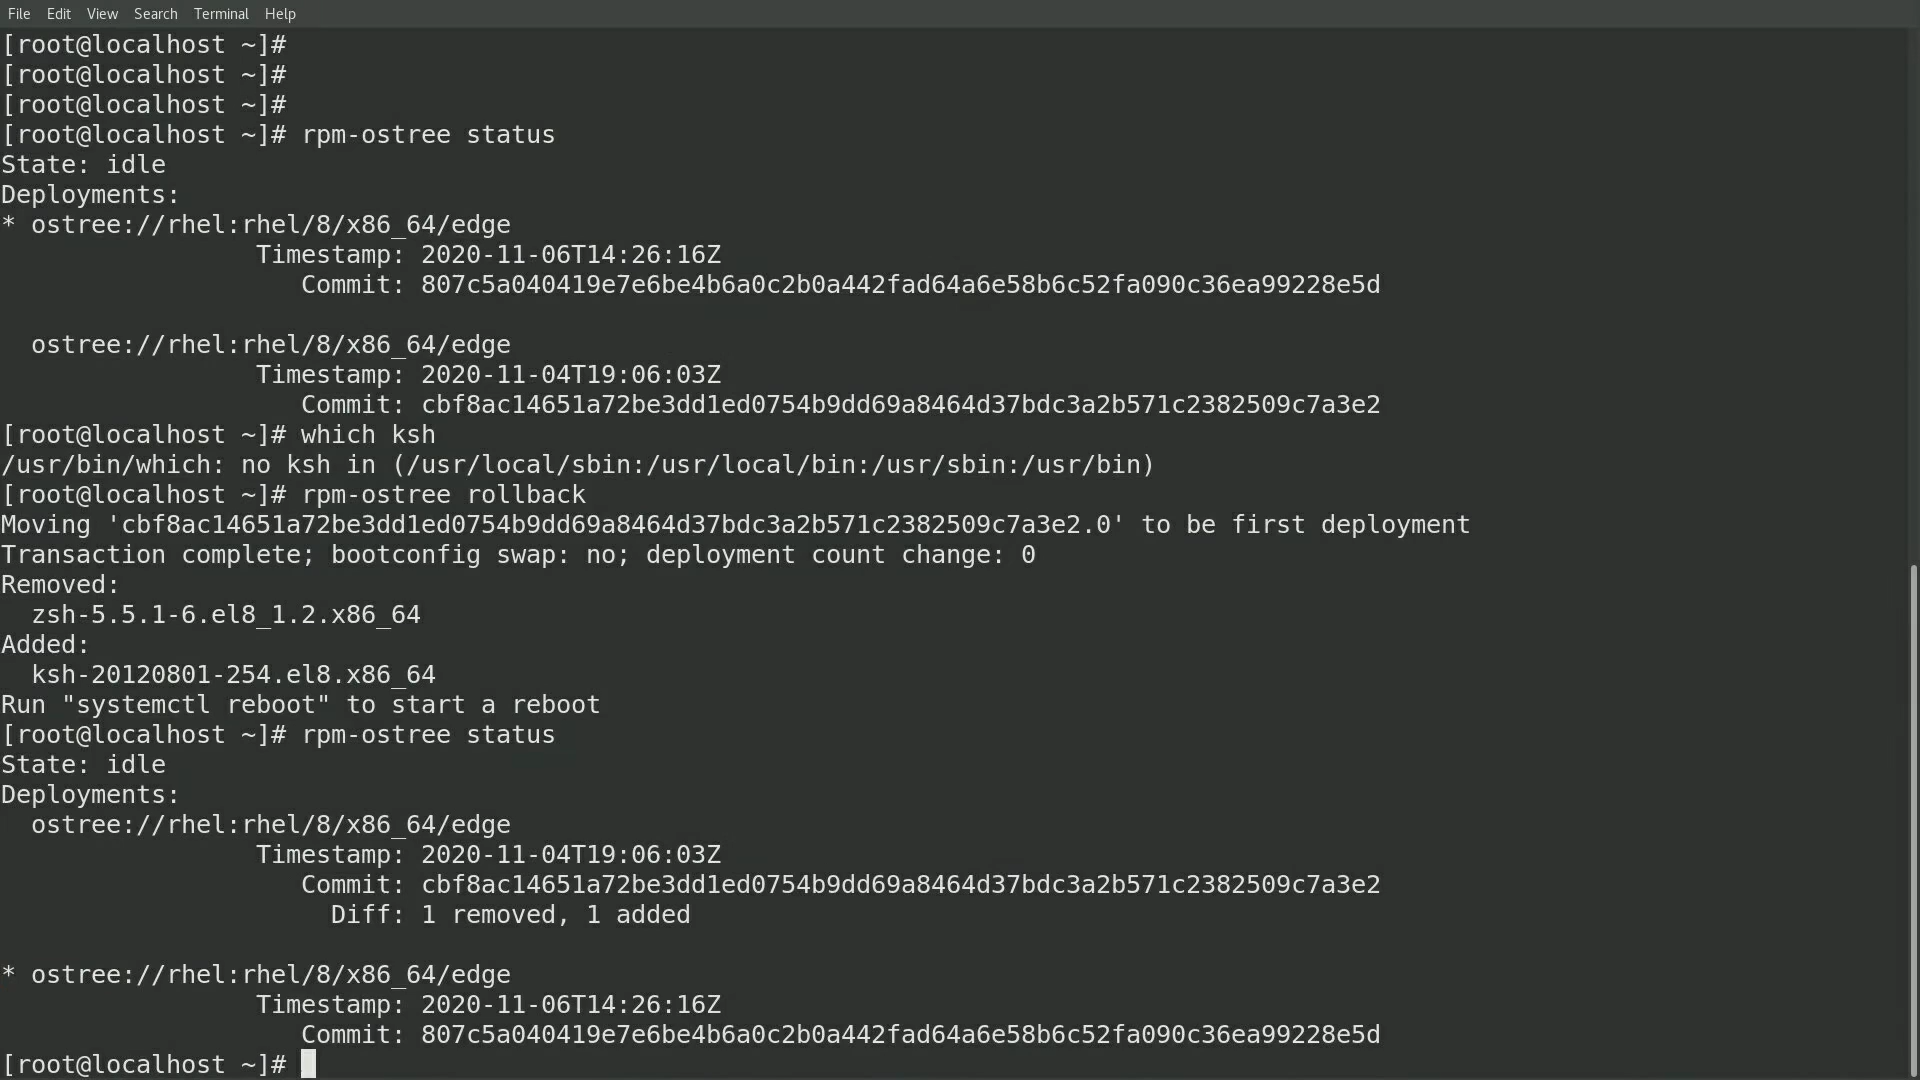 File Edit View Search Terminal Help
[root@localhost ~]#
[root@localhost ~]#
[root@localhost ~]#
[root@localhost ~]# rpm-ostree status
State: idle
Deployments:
* ostree://rhel:rhel/8/x86_64/edge
Timestamp: 2020-11-06T14:26:16Z
Commit: 807c5a040419e7e6be4b6a0c2b0a442fad64a6e58b6c52fa090c36ea99228e5d
ostree://rhel:rhel/8/x86_64/edge
Timestamp: 2020-11-04T19:06:03Z
Commit: cbf8ac14651a72be3dd1ed0754b9dd69a8464d37bdc3a2b571c2382509c7a3e2
[root@localhost ~]# which ksh
/usr/bin/which: no ksh in (/usr/local/sbin:/usr/local/bin:/usr/sbin:/usr/bin)
[root@localhost ~]# rpm-ostree rollback
Moving 'cbf8ac14651a72be3dd1ed0754b9dd69a8464d37bdc3a2b571c2382509c7a3e2.0' to be first deployment
Transaction complete; bootconfig swap: no; deployment count change: 0
Removed:
zsh-5.5.1-6.el8_1.2.x86_64
Added:
ksh-20120801-254.el8.x86_64
Run "systemctl reboot" to start a reboot
[root@localhost ~]# rpm-ostree status
State: idle
Deployments:
ostree://rhel:rhel/8/x86_64/edge
Timestamp: 2020-11-04T19:06:03Z
Commit: cbf8ac14651a72be3dd1ed0754b9dd69a8464d37bdc3a2b571c2382509c7a3e2
Diff: 1 removed, 1 added
* ostree://rhel:rhel/8/x86_64/edge
Timestamp: 2020-11-06T14:26:16Z
Commit: 807c5a040419e7e6be4b6a0c2b0a442fad64a6e58b6c52fa090c36ea99228e5d
[root@localhost ~]#